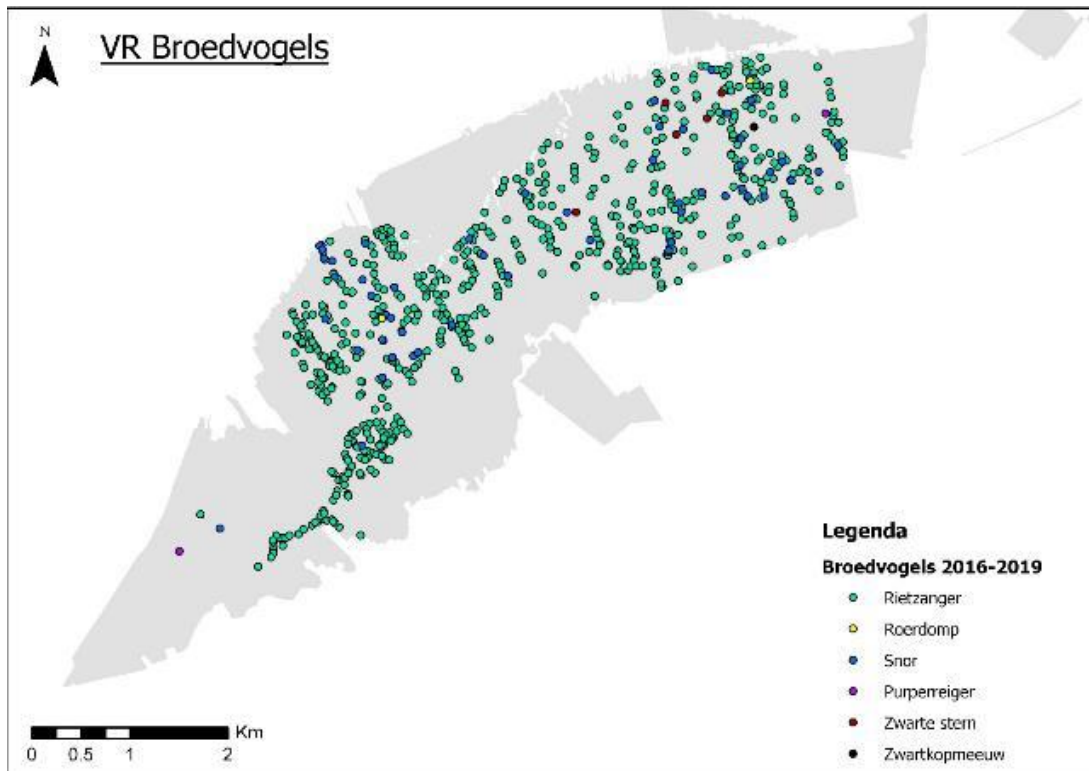 N
VR Broedvogels
Legenda
Broedvogels 2016-2019
Rietzanger
Roerdomp
Snor
Purperreiger
Zwarte stern
Zwartkopmeeuw
Km
0 0.5 1 2